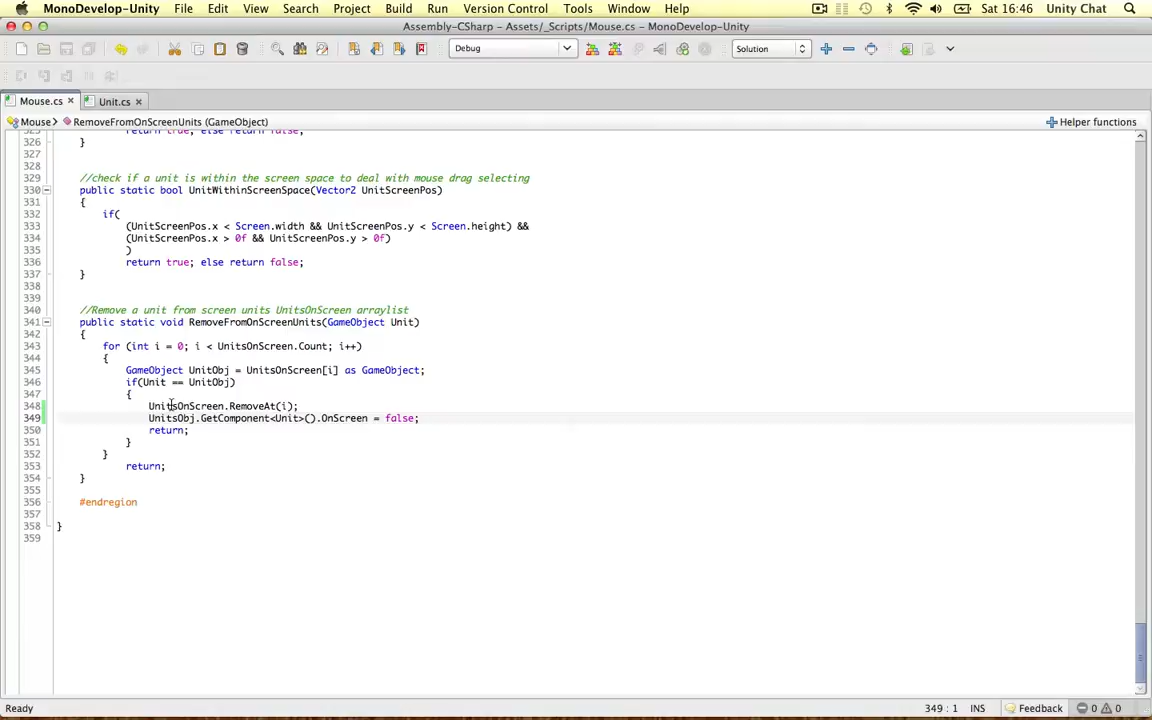 MonoDevelop-Unity File Edit View Search Project Build Run Version Control Tools Window Help Sat 16:46 Unity Chat
Assembly-CSharp - Assets/_Scripts/Mouse.cs - MonoDevelop-Unity
Debug Solution
Mouse.cs × Unit.cs ×
Mouse RemoveFromOnScreenUnits (GameObject) Helper functions
325 return true; else return false;
326 }
327
328
329 //check if a unit is within the screen space to deal with mouse drag selecting
330 public static bool UnitWithinScreenSpace(Vector2 UnitScreenPos)
331 {
332 if(
333 (UnitScreenPos.x < Screen.width && UnitScreenPos.y < Screen.height) &&
334 (UnitScreenPos.x > 0f && UnitScreenPos.y > 0f)
335 )
336 return true; else return false;
337 }
338
339
340 //Remove a unit from screen units UnitsOnScreen arraylist
341 public static void RemoveFromOnScreenUnits(GameObject Unit)
342 {
343 for (int i = 0; i < UnitsOnScreen.Count; i++)
344 {
345 GameObject UnitObj = UnitsOnScreen[i] as GameObject;
346 if(Unit == UnitObj)
347 {
348 UnitsOnScreen.RemoveAt(i);
349 UnitsObj.GetComponent<Unit>().OnScreen = false;
350 return;
351 }
352 }
353 return;
354 }
355
356 #endregion
357
358 }
359
Ready 349 : 1 INS Feedback 0 0